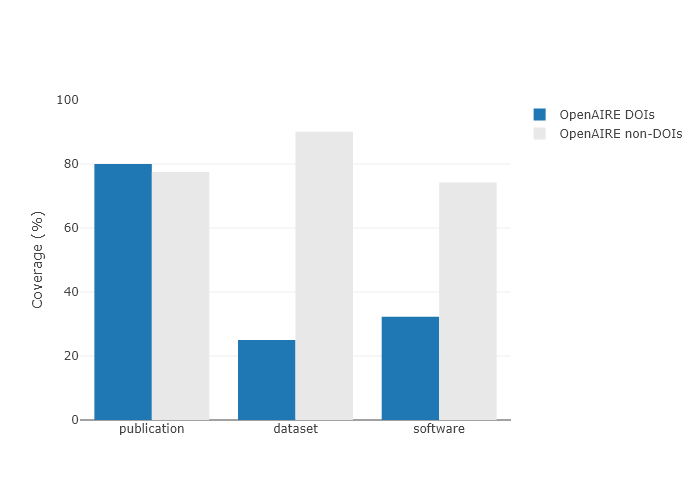 100
80
60
40
20
0
Coverage (%)
publication
dataset
software
OpenAIRE DOIs
OpenAIRE non-DOIs